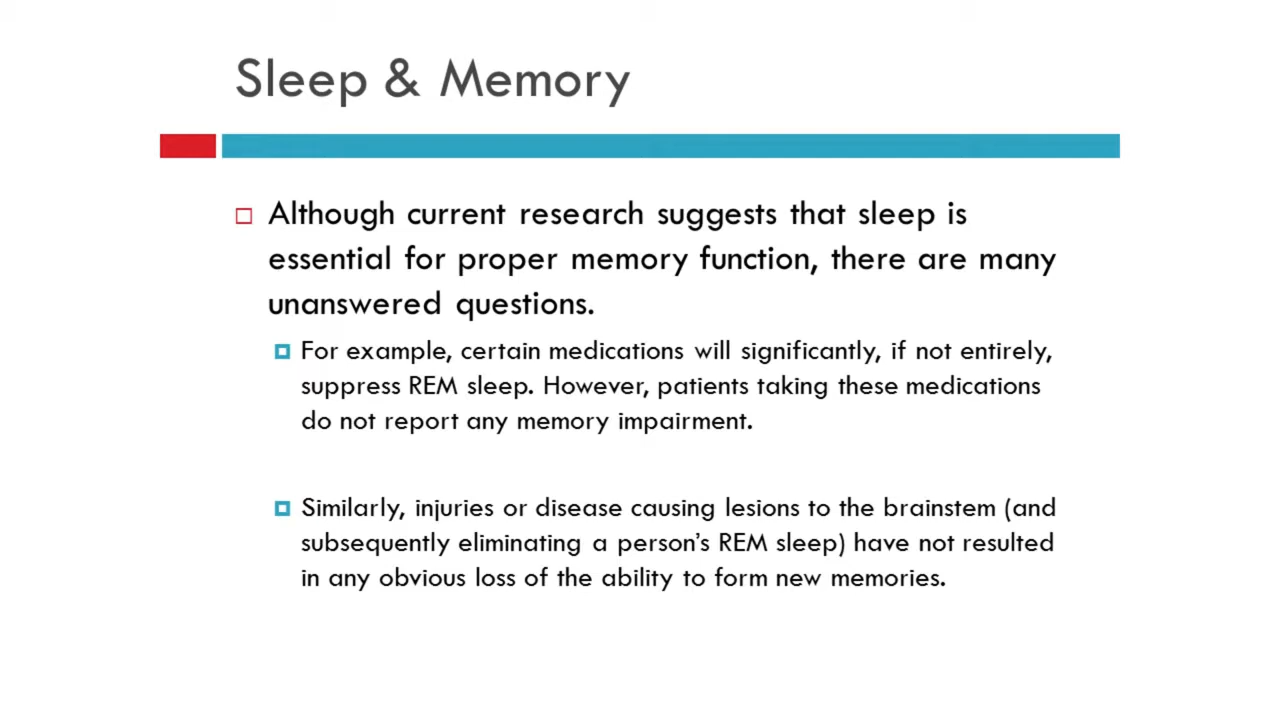 Sleep & Memory
Although current research suggests that sleep is
essential for proper memory function, there are many
unanswered questions.
For example, certain medications will significantly, if not entirely,
suppress REM sleep. However, patients taking these medications
do not report any memory impairment.
Similarly, injuries or disease causing lesions to the brainstem (and
subsequently eliminating a person’s REM sleep) have not resulted
in any obvious loss of the ability to form new memories.